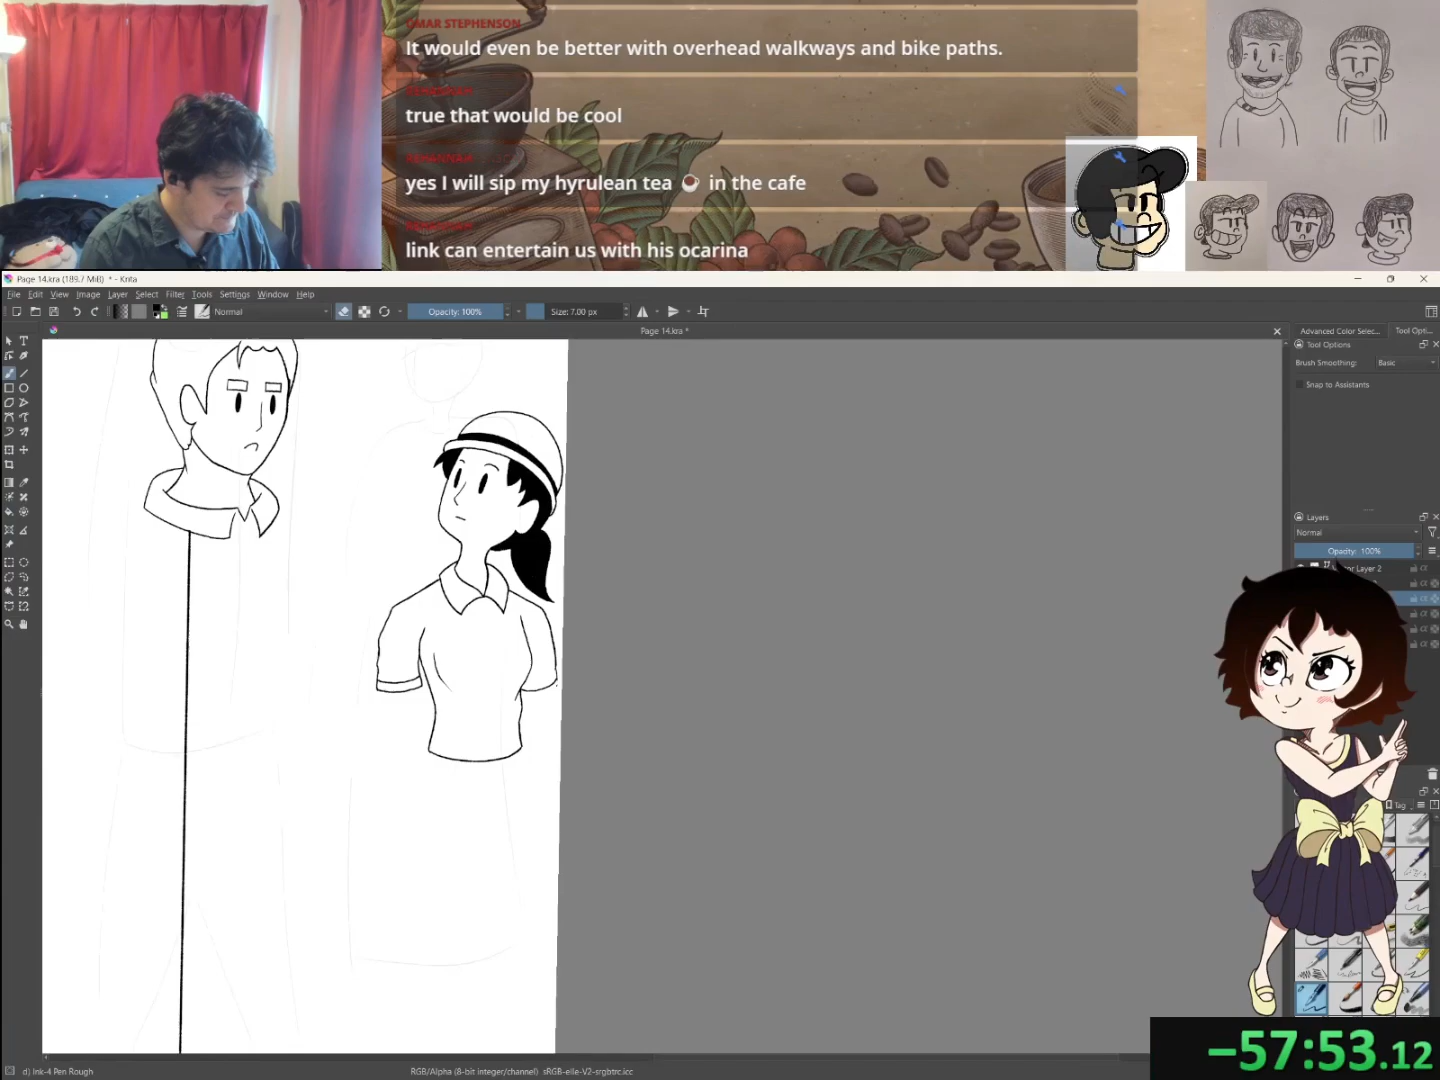 OMAR STEPHENSON
It would even be better with overhead walkways and bike paths.
true that would be cool
yes I will sip my hyrulean tea ☕ in the cafe
link can entertain us with his ocarina
Page 14.kra (189.7 MiB) * - Krita
File Edit View Image Layer Select Filter Tools Settings Window Help
Normal
Opacity: 100%
Size: 7.00 px
Page 14.kra *
Advanced Color Selec...
Tool Opti...
Tool Options
Brush Smoothing: Basic
Snap to Assistants
Layers
Normal
Opacity: 100%
Layer 2
Tag
-57:53.12
d) Ink-4 Pen Rough
RGB/Alpha (8-bit integer/channel) sRGB-elle-V2-srgbtrc.icc